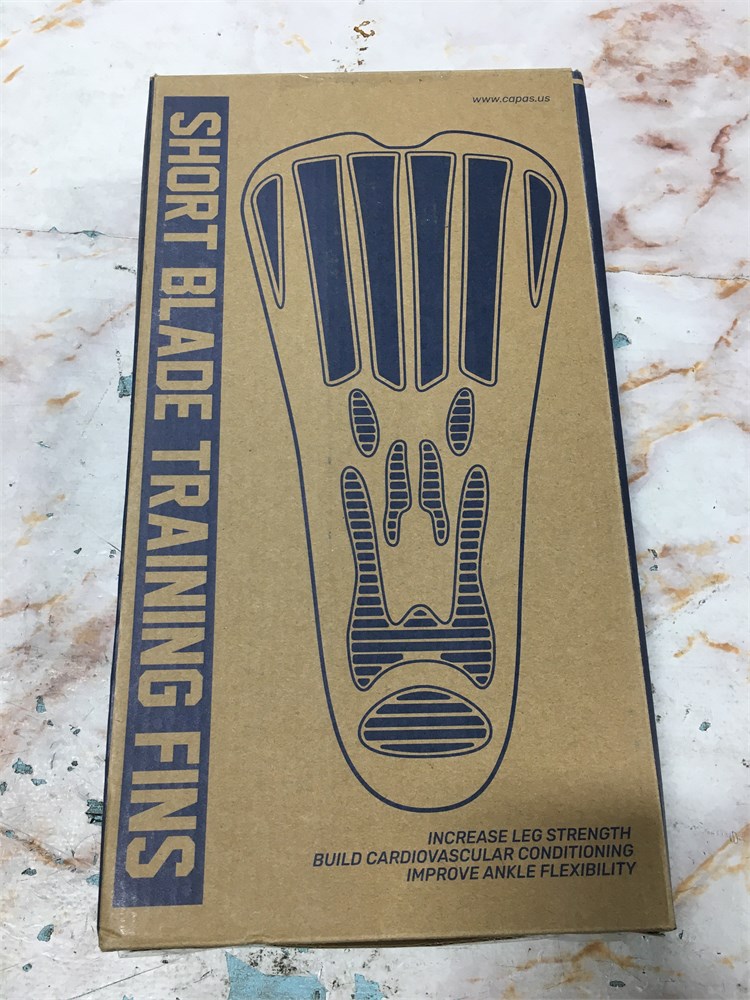 www.capas.us
SHORT BLADE TRAINING FINS
INCREASE LEG STRENGTH
BUILD CARDIOVASCULAR CONDITIONING
IMPROVE ANKLE FLEXIBILITY